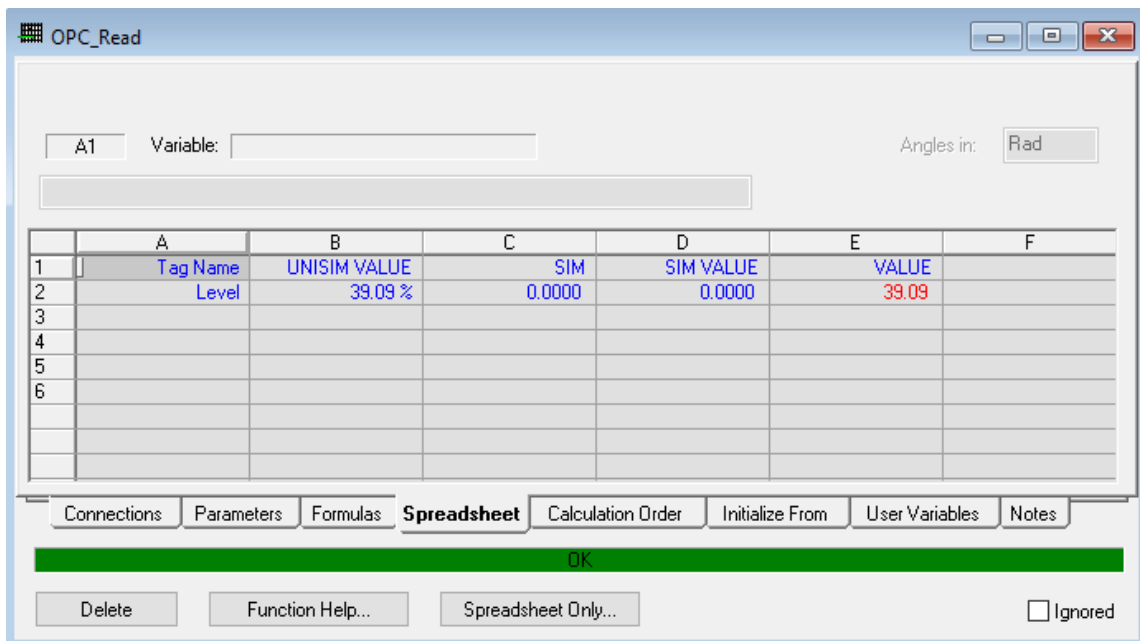 OPC_Read
A1 Variable: Angles in: Rad
A B C D E F
1 Tag Name UNISIM VALUE SIM SIM VALUE VALUE
2 Level 39.09 % 0.0000 0.0000 39.09
3
4
5
6
Connections Parameters Formulas Spreadsheet Calculation Order Initialize From User Variables Notes
OK
Delete Function Help... Spreadsheet Only... Ignored